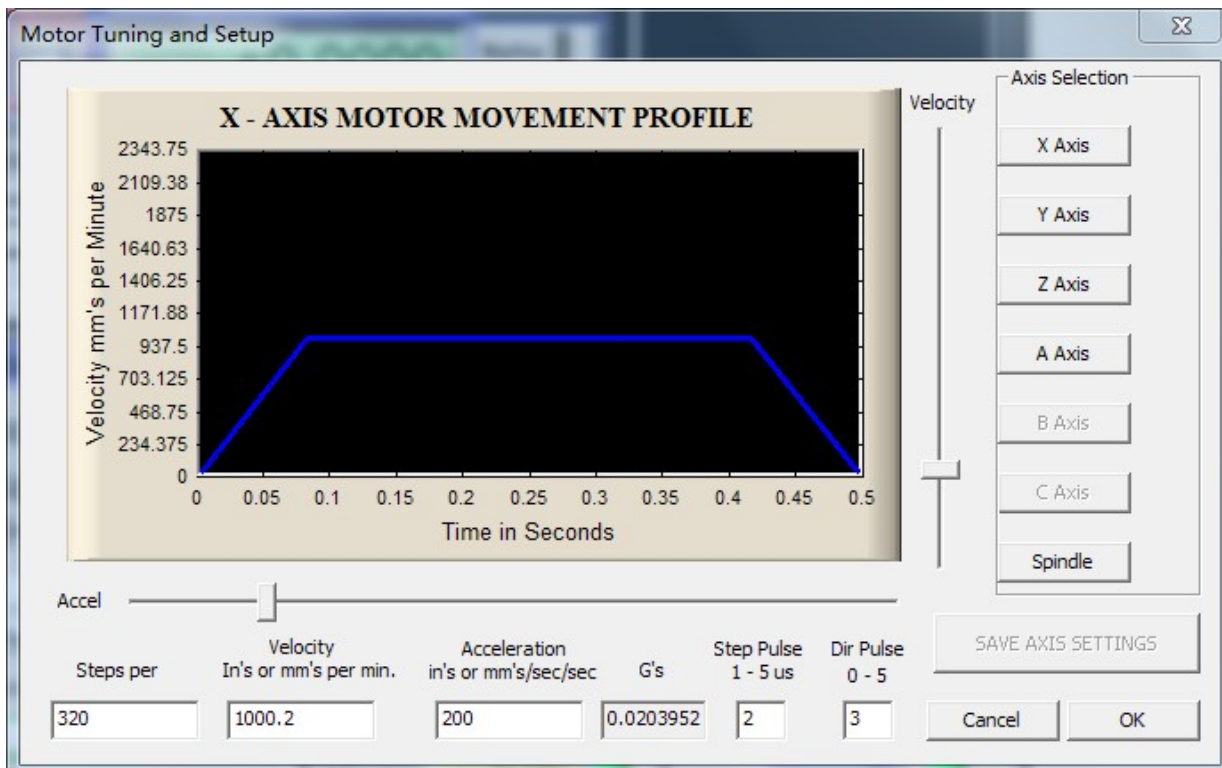 Motor Tuning and Setup
X - AXIS MOTOR MOVEMENT PROFILE
Velocity mm's per Minute
2343.75
2109.38
1875
1640.63
1406.25
1171.88
937.5
703.125
468.75
234.375
0
0 0.05 0.1 0.15 0.2 0.25 0.3 0.35 0.4 0.45 0.5
Time in Seconds
Velocity
Axis Selection
X Axis
Y Axis
Z Axis
A Axis
B Axis
C Axis
Spindle
Accel
Steps per
Velocity
In's or mm's per min.
Acceleration
in's or mm's/sec/sec
G's
Step Pulse
1 - 5 us
Dir Pulse
0 - 5
320
1000.2
200
0.0203952
2
3
SAVE AXIS SETTINGS
Cancel
OK